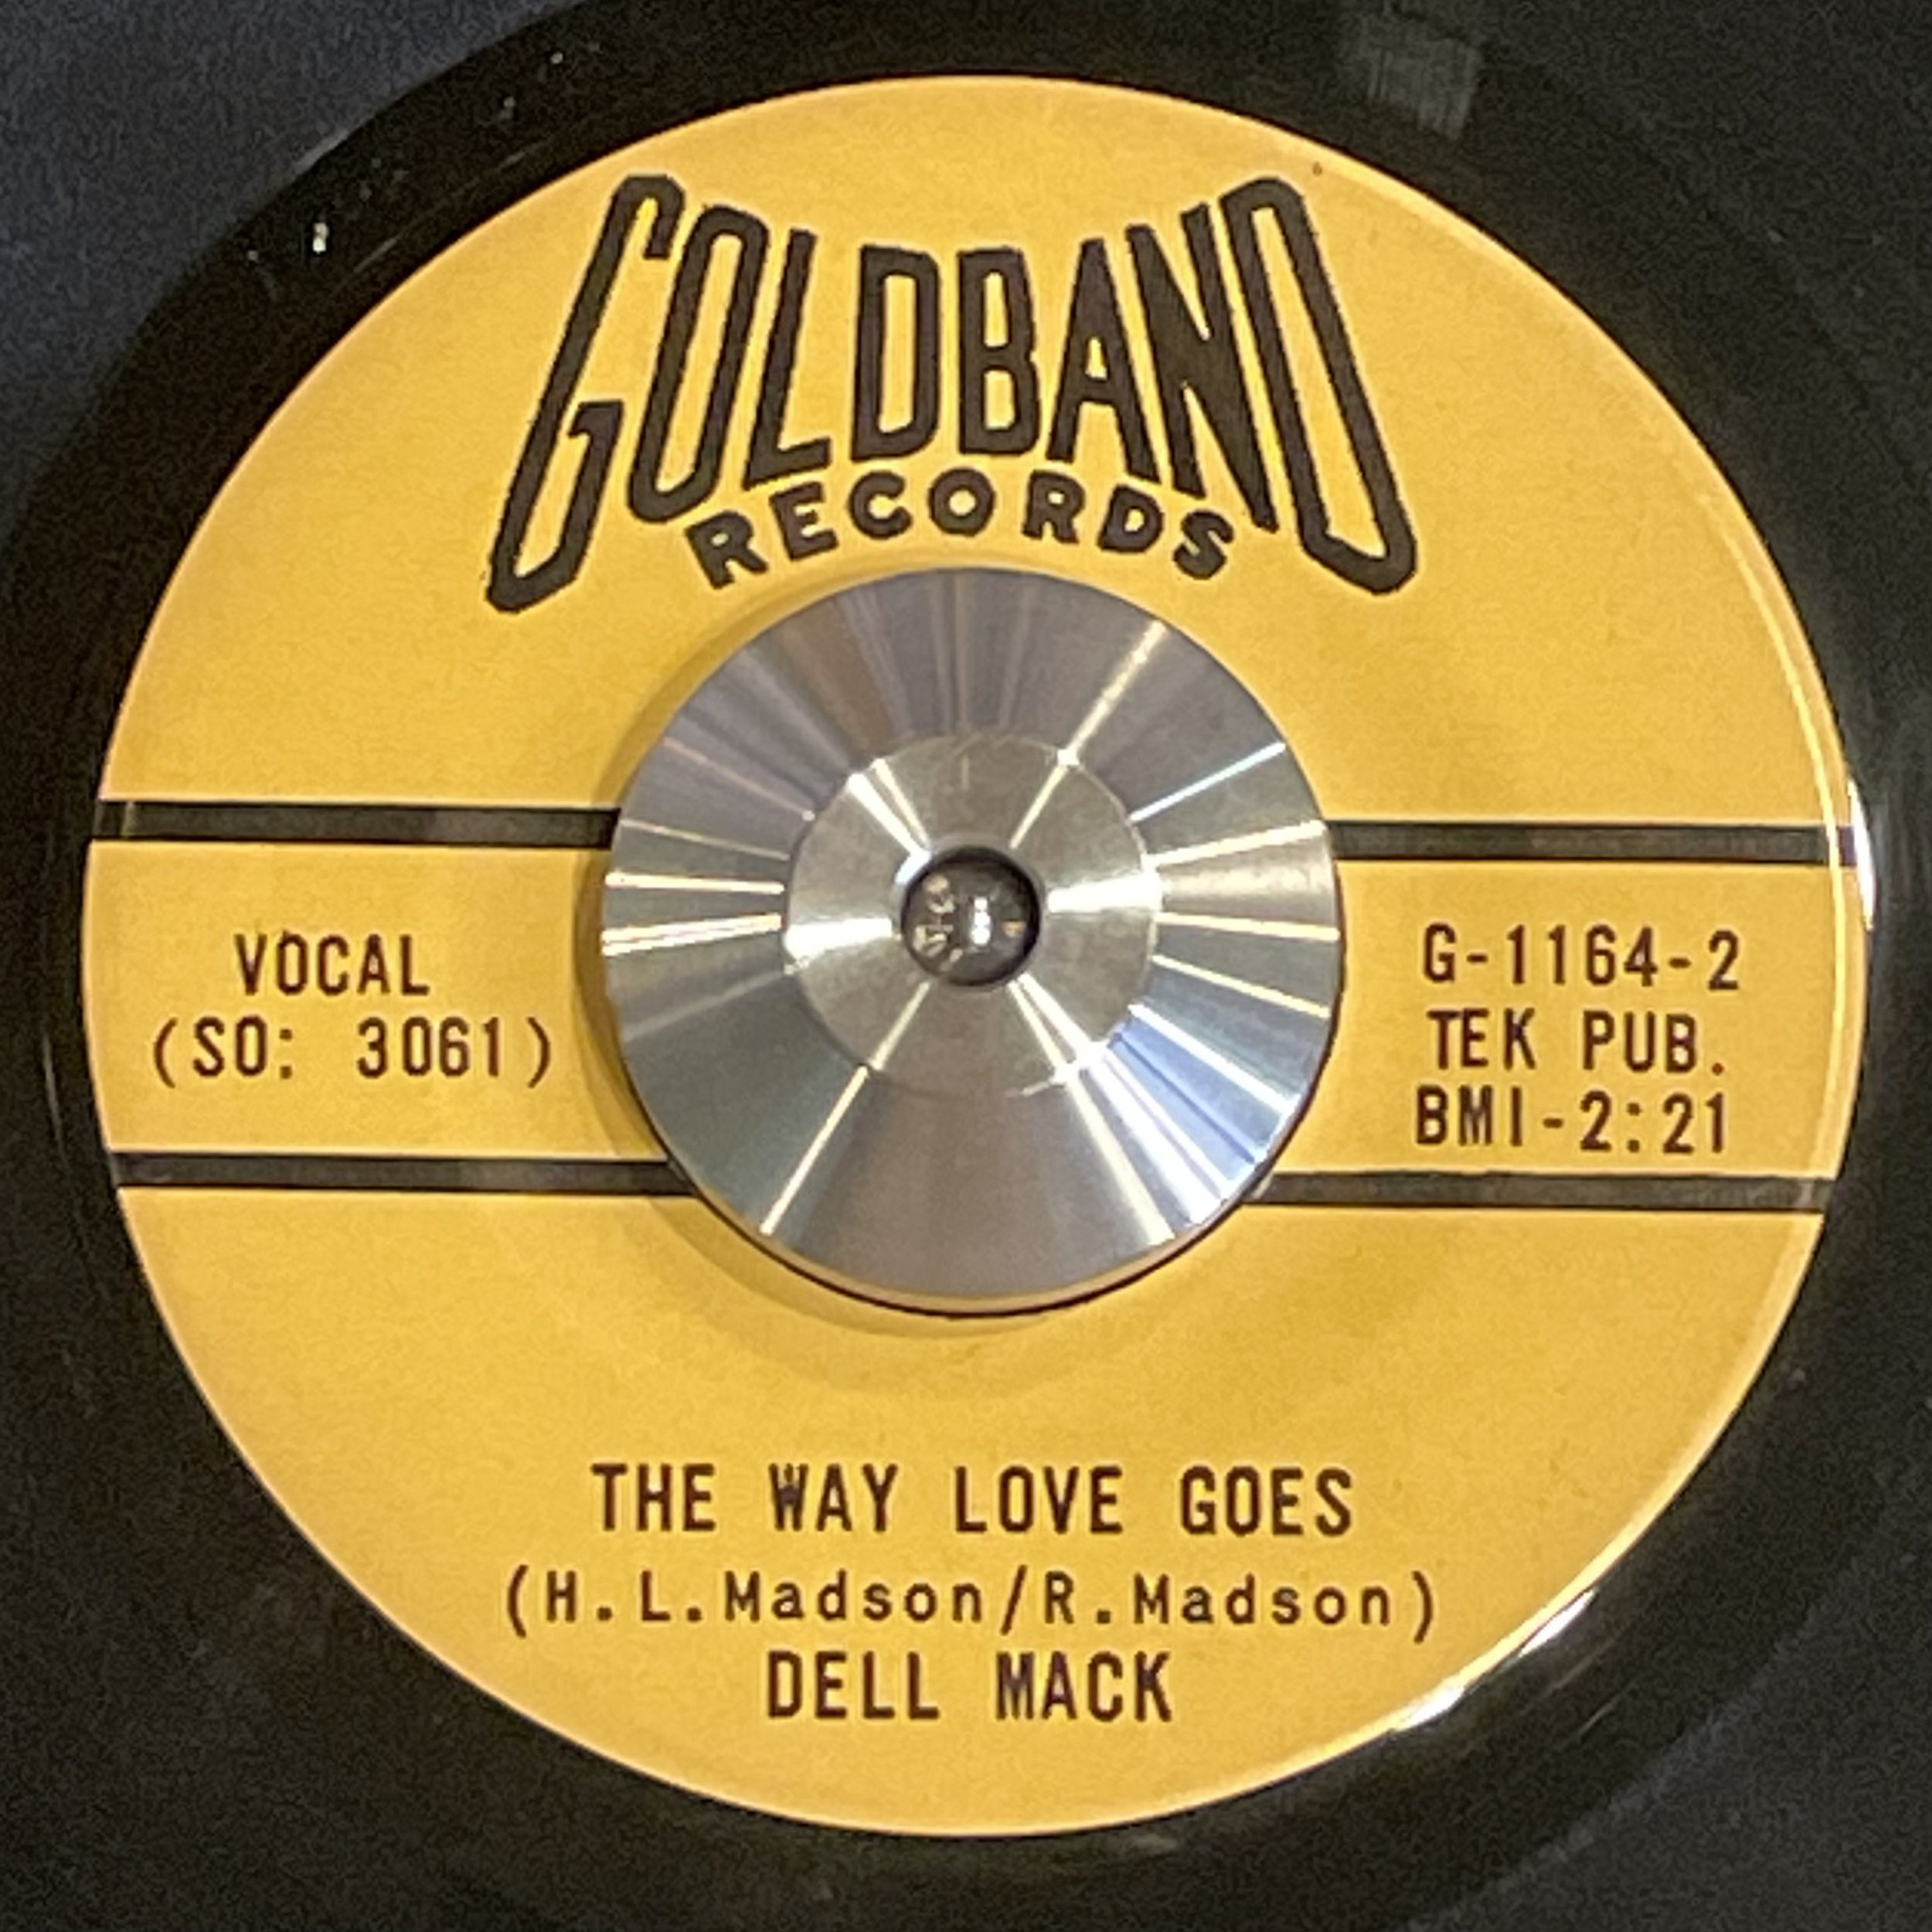 GOLDBAND
RECORDS
VOCAL
(SO: 3061)
G-1164-2
TEK PUB.
BMI-2:21
THE WAY LOVE GOES
(H.L.Madson/R.Madson)
DELL MACK